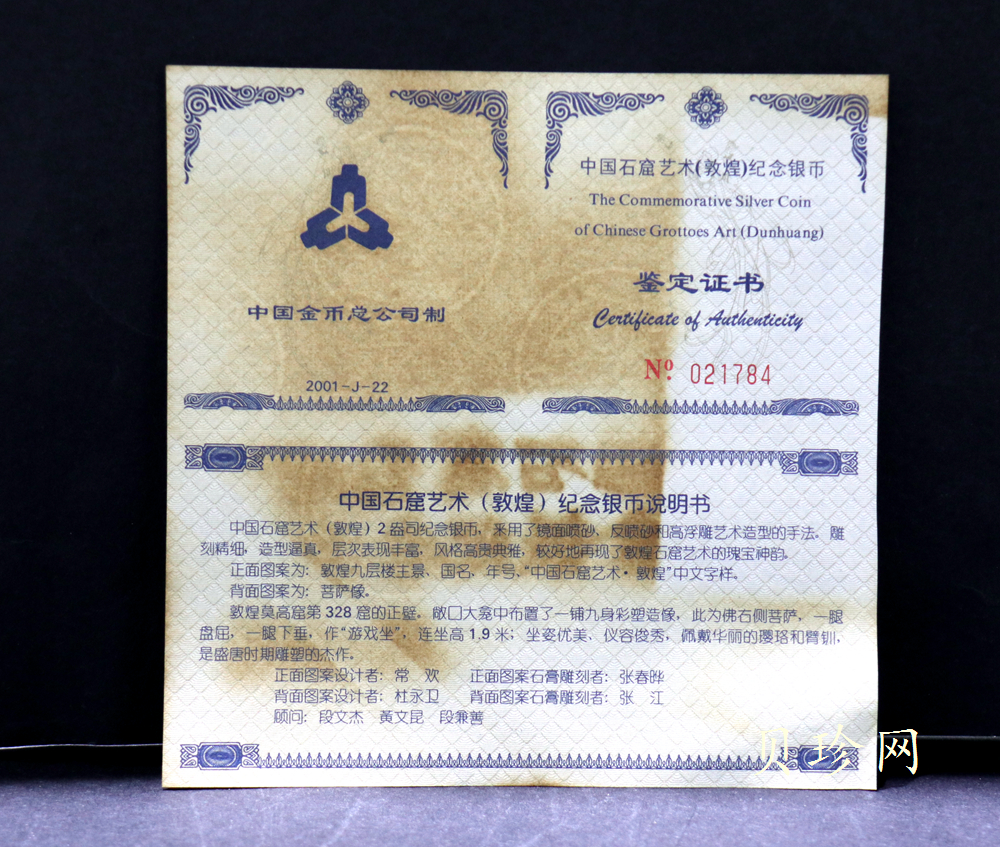 中国金币总公司制
2001-J-22
中国石窟艺术(敦煌)纪念银币
The Commemorative Silver Coin
of Chinese Grottoes Art (Dunhuang)
鉴定证书
Certificate of Authenticity
Nº 021784
中国石窟艺术（敦煌）纪念银币说明书
中国石窟艺术（敦煌）2盎司纪念银币，采用了镜面喷砂、反喷砂和高浮雕艺术造型的手法。雕
刻精细，造型逼真，层次表现丰富，风格高贵典雅，较好地再现了敦煌石窟艺术的瑰宝神韵。
正面图案为：敦煌九层楼主景、国名、年号、“中国石窟艺术·敦煌”中文字样。
背面图案为：菩萨像。
敦煌莫高窟第 328 窟的正壁。敞口大龛中布置了一铺九身彩塑造像，此为佛右侧菩萨，一腿
盘屈，一腿下垂，作“游戏坐”，连坐高 1.9 米；坐姿优美、仪容俊秀，佩戴华丽的璎珞和臂钏，
是盛唐时期雕塑的杰作。
正面图案设计者：常 欢 正面图案石膏雕刻者：张春晔
背面图案设计者：杜永卫 背面图案石膏雕刻者：张 江
顾问：段文杰 黄文昆 段兼善
贝珍网